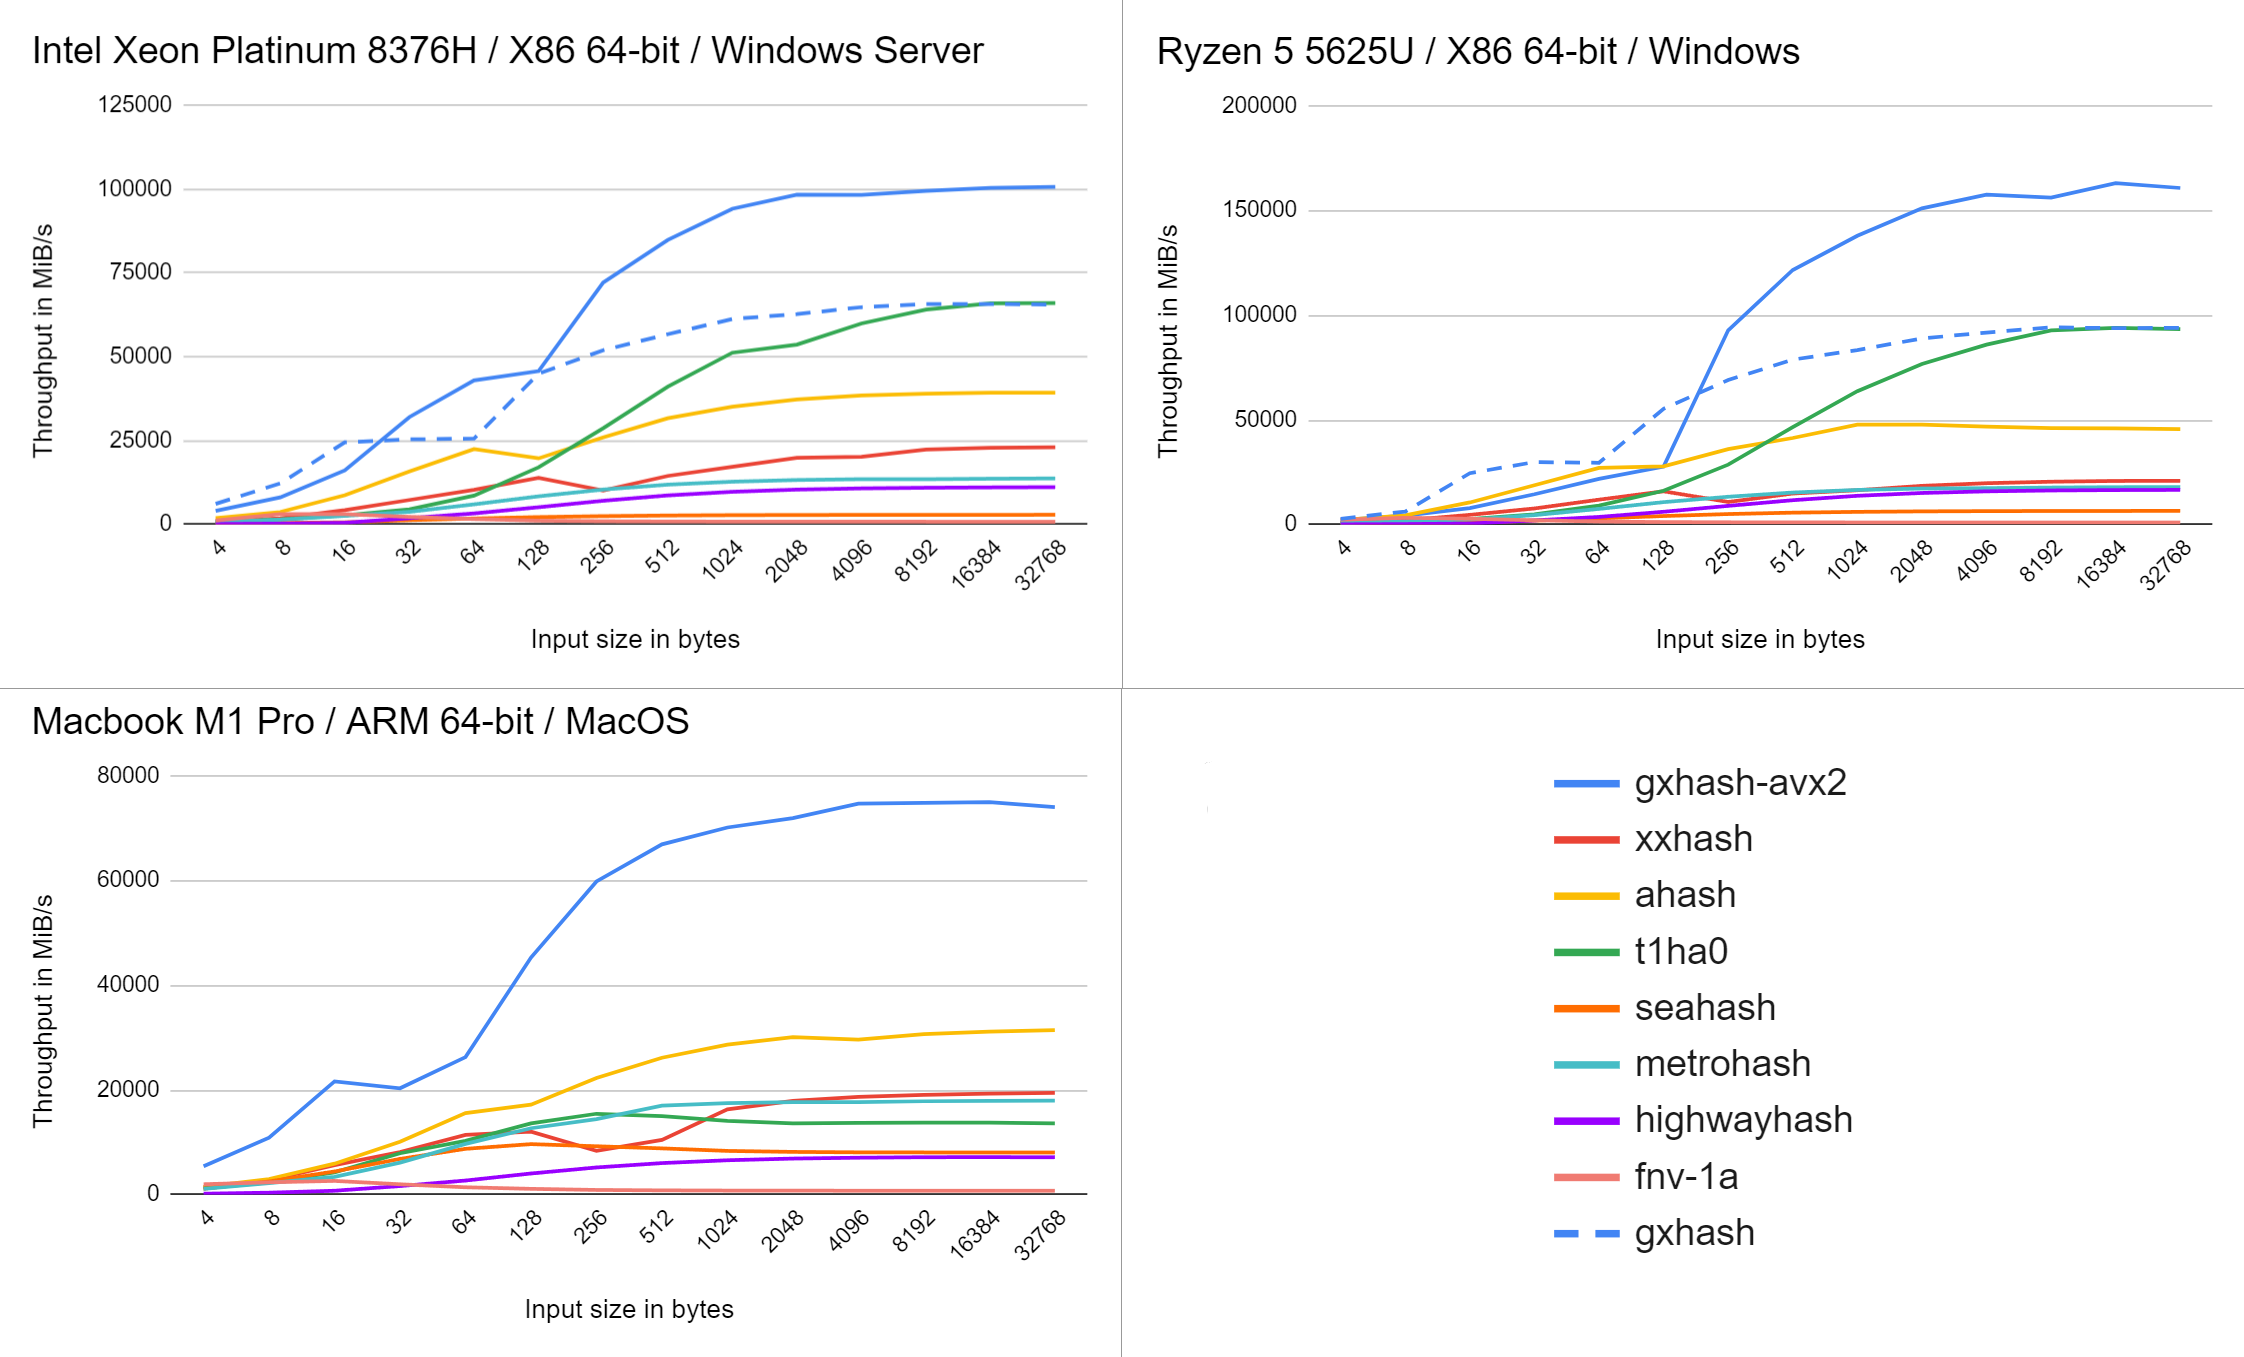 Intel Xeon Platinum 8376H / X86 64-bit / Windows Server
Throughput in MiB/s
125000
100000
75000
50000
25000
0
4 8 16 32 64 128 256 512 1024 2048 4096 8192 16384 32768
Input size in bytes
Ryzen 5 5625U / X86 64-bit / Windows
Throughput in MiB/s
200000
150000
100000
50000
0
4 8 16 32 64 128 256 512 1024 2048 4096 8192 16384 32768
Input size in bytes
Macbook M1 Pro / ARM 64-bit / MacOS
Throughput in MiB/s
80000
60000
40000
20000
0
4 8 16 32 64 128 256 512 1024 2048 4096 8192 16384 32768
Input size in bytes
gxhash-avx2
xxhash
ahash
t1ha0
seahash
metrohash
highwayhash
fnv-1a
gxhash